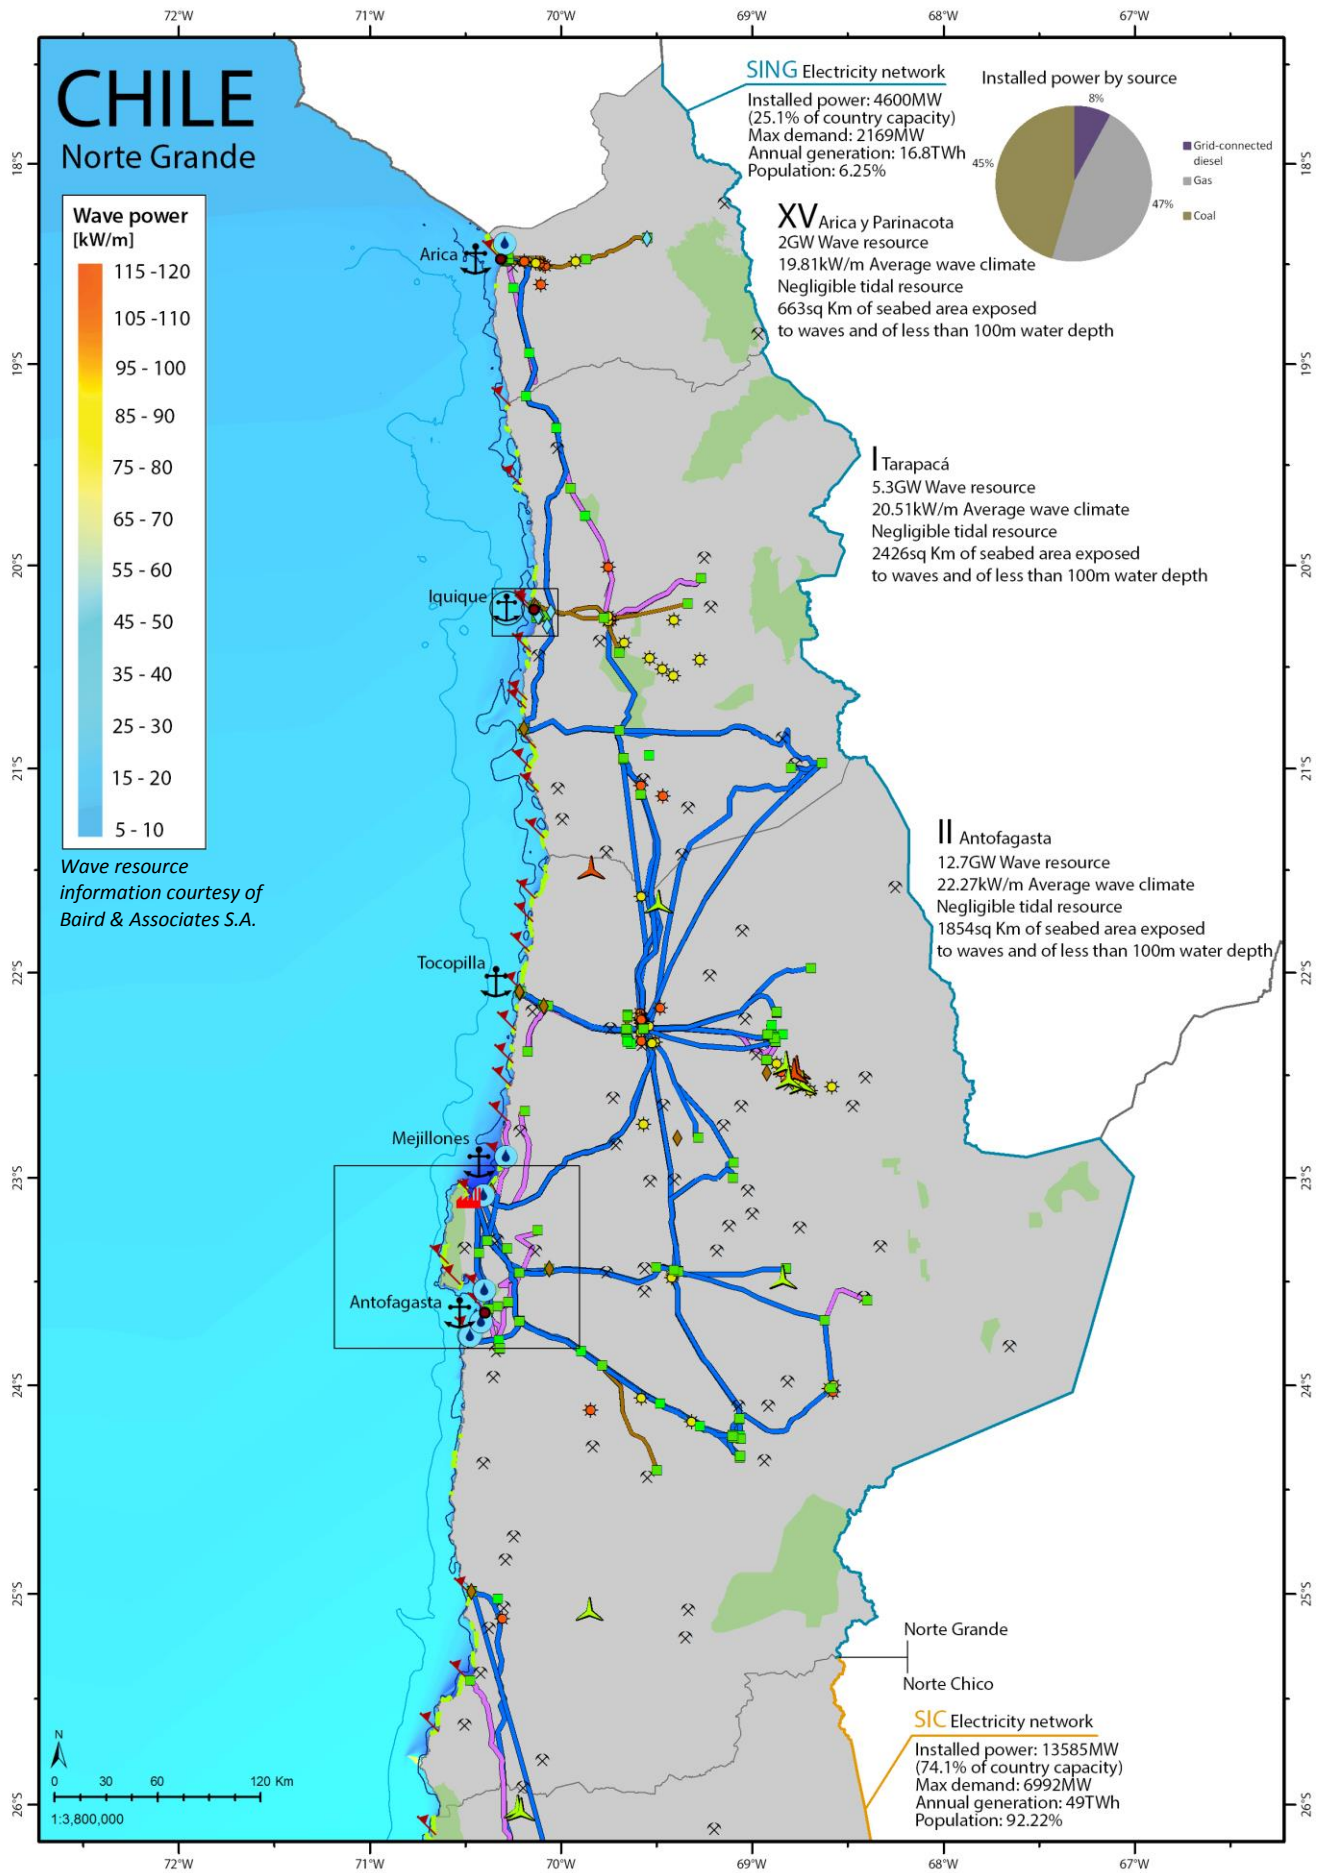 72°W 71°W 70°W 69°W 68°W 67°W
CHILE
Norte Grande
Wave power
[kW/m]
115 -120
105 -110
95 - 100
85 - 90
75 - 80
65 - 70
55 - 60
45 - 50
35 - 40
25 - 30
15 - 20
5 - 10
Wave resource
information courtesy of
Baird & Associates S.A.
SING Electricity network
Installed power: 4600MW
(25.1% of country capacity)
Max demand: 2169MW
Annual generation: 16.8TWh
Population: 6.25%
Installed power by source
8%
45%
47%
Grid-connected
diesel
Gas
Coal
XV Arica y Parinacota
2GW Wave resource
19.81kW/m Average wave climate
Negligible tidal resource
663sq Km of seabed area exposed
to waves and of less than 100m water depth
I Tarapacá
5.3GW Wave resource
20.51kW/m Average wave climate
Negligible tidal resource
2426sq Km of seabed area exposed
to waves and of less than 100m water depth
II Antofagasta
12.7GW Wave resource
22.27kW/m Average wave climate
Negligible tidal resource
1854sq Km of seabed area exposed
to waves and of less than 100m water depth
Arica
Iquique
Tocopilla
Mejillones
Antofagasta
Norte Grande
Norte Chico
SIC Electricity network
Installed power: 13585MW
(74.1% of country capacity)
Max demand: 6992MW
Annual generation: 49TWh
Population: 92.22%
N
0 30 60 120 Km
1:3,800,000
18°S
19°S
20°S
21°S
22°S
23°S
24°S
25°S
26°S
18°S
19°S
20°S
21°S
22°S
23°S
24°S
25°S
26°S
72°W 71°W 70°W 69°W 68°W 67°W